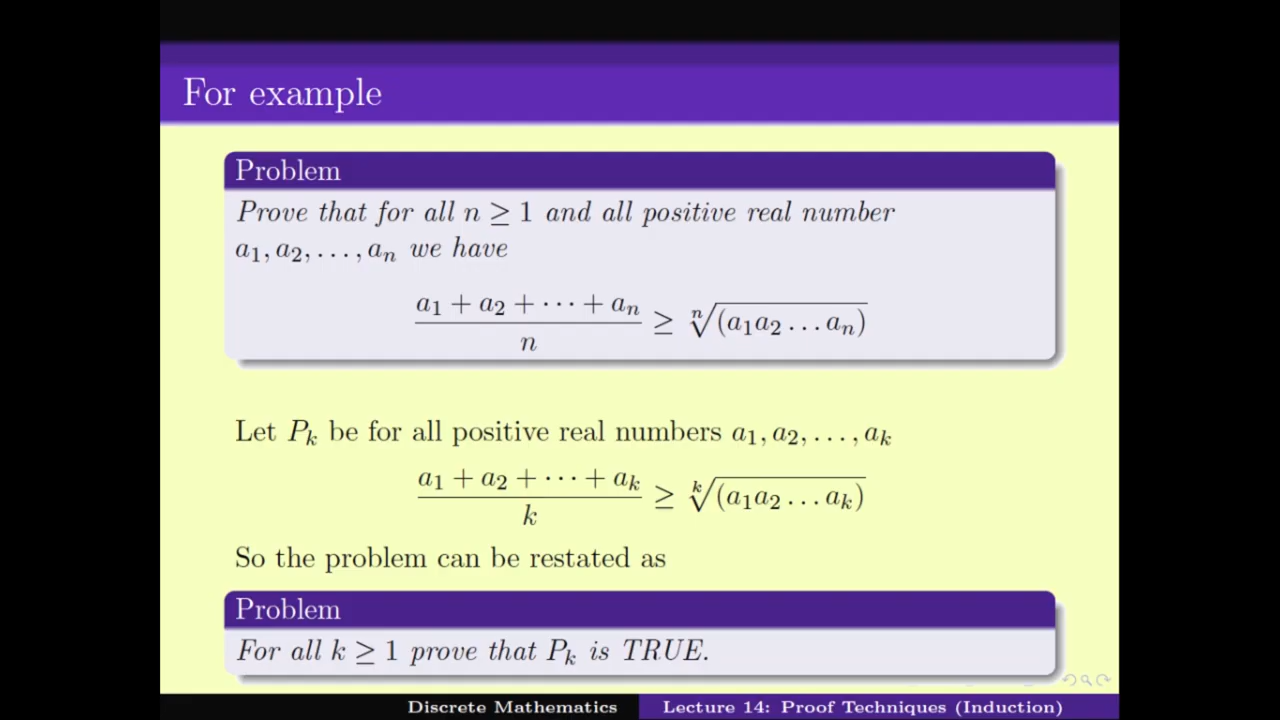 For example
Problem
Prove that for all n ≥ 1 and all positive real number
a₁, a₂, . . . , aₙ we have
(a₁ + a₂ + · · · + aₙ)/n ≥ ⁿ√(a₁a₂ . . . aₙ)
Let Pₖ be for all positive real numbers a₁, a₂, . . . , aₖ
(a₁ + a₂ + · · · + aₖ)/k ≥ ᵏ√(a₁a₂ . . . aₖ)
So the problem can be restated as
Problem
For all k ≥ 1 prove that Pₖ is TRUE.
Discrete Mathematics Lecture 14: Proof Techniques (Induction)